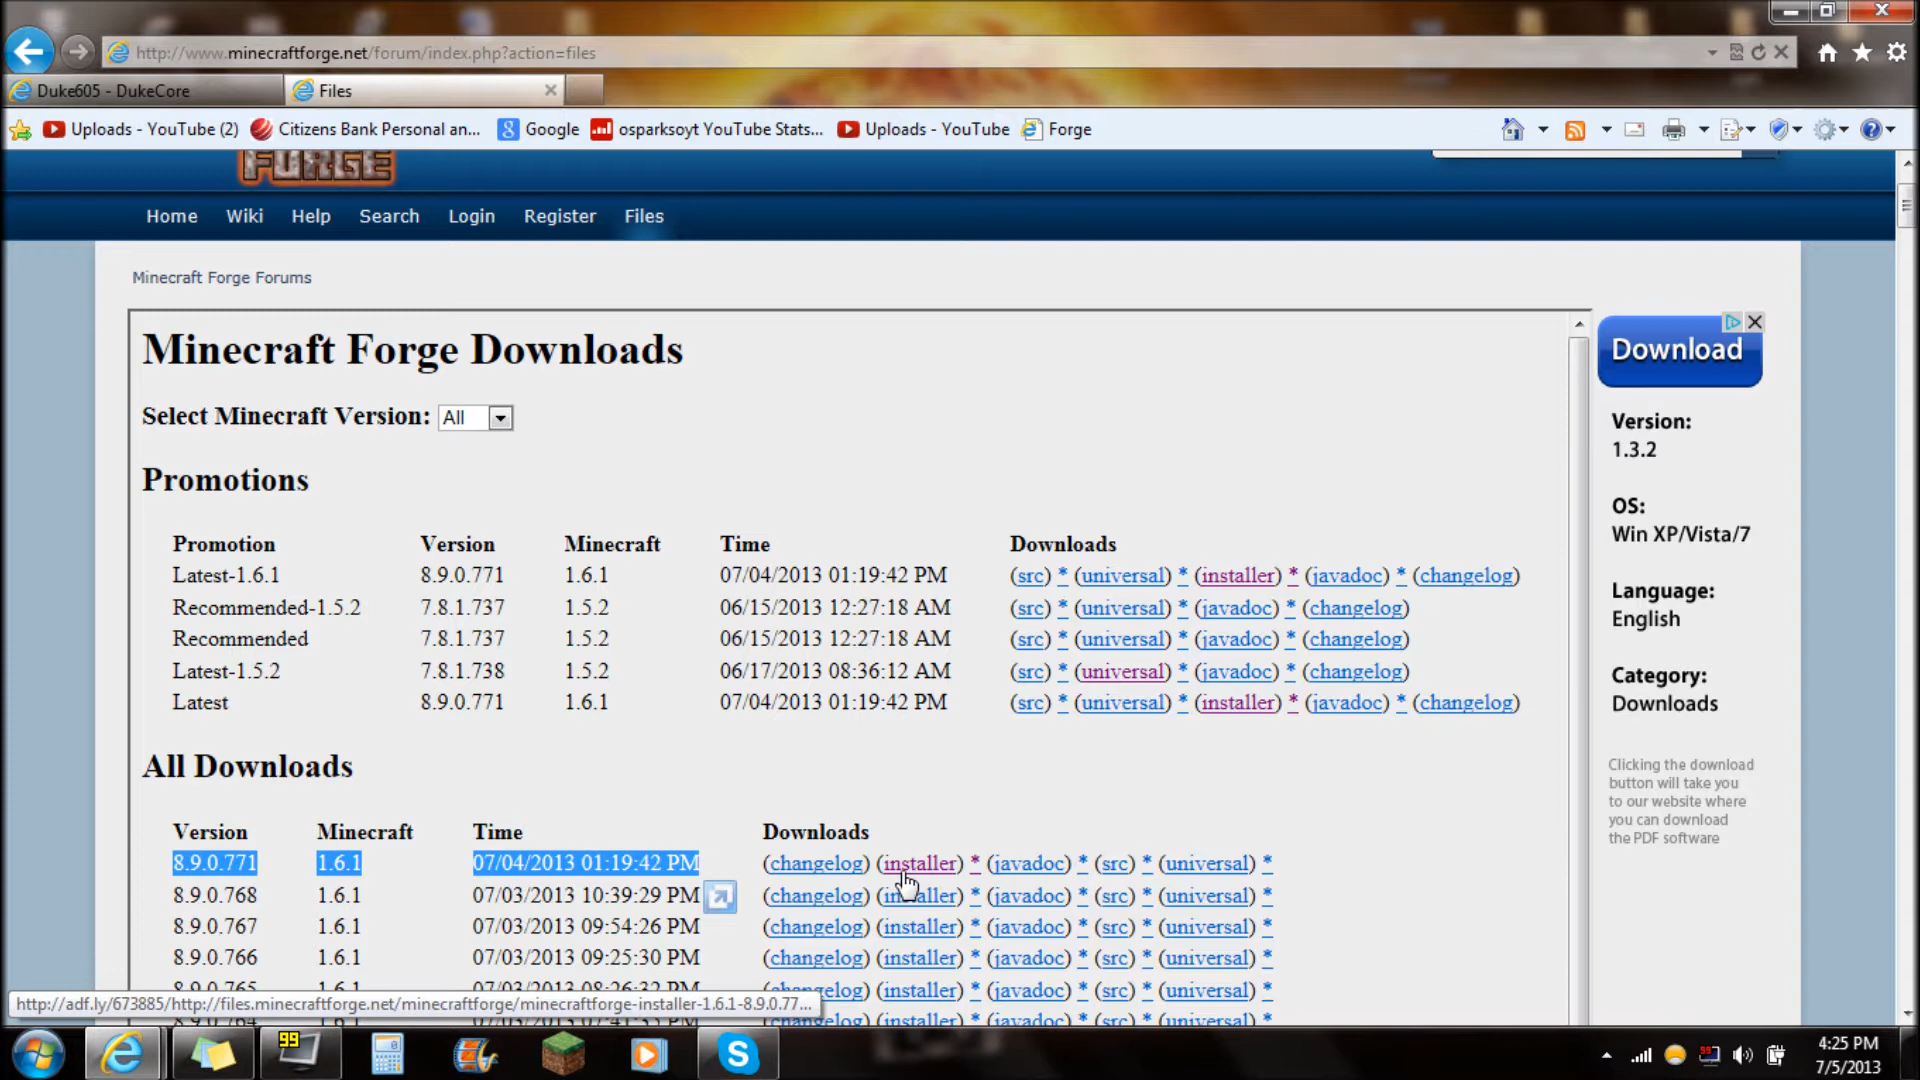 http://www.minecraftforge.net/forum/index.php?action=files
Duke605 - DukeCore
Files
Uploads - YouTube (2)
Citizens Bank Personal an...
Google
osparksoyt YouTube Stats...
Uploads - YouTube
Forge
FORGE
Home Wiki Help Search Login Register Files
Minecraft Forge Forums
Minecraft Forge Downloads
Select Minecraft Version: All
Promotions
Promotion Version Minecraft Time Downloads
Latest-1.6.1 8.9.0.771 1.6.1 07/04/2013 01:19:42 PM (src) * (universal) * (installer) * (javadoc) * (changelog)
Recommended-1.5.2 7.8.1.737 1.5.2 06/15/2013 12:27:18 AM (src) * (universal) * (javadoc) * (changelog)
Recommended 7.8.1.737 1.5.2 06/15/2013 12:27:18 AM (src) * (universal) * (javadoc) * (changelog)
Latest-1.5.2 7.8.1.738 1.5.2 06/17/2013 08:36:12 AM (src) * (universal) * (javadoc) * (changelog)
Latest 8.9.0.771 1.6.1 07/04/2013 01:19:42 PM (src) * (universal) * (installer) * (javadoc) * (changelog)
All Downloads
Version Minecraft Time Downloads
8.9.0.771 1.6.1 07/04/2013 01:19:42 PM (changelog) (installer) * (javadoc) * (src) * (universal) *
8.9.0.768 1.6.1 07/03/2013 10:39:29 PM (changelog) (installer) * (javadoc) * (src) * (universal) *
8.9.0.767 1.6.1 07/03/2013 09:54:26 PM (changelog) (installer) * (javadoc) * (src) * (universal) *
8.9.0.766 1.6.1 07/03/2013 09:25:30 PM (changelog) (installer) * (javadoc) * (src) * (universal) *
(changelog) (installer) * (javadoc) * (src) * (universal) *
http://adf.ly/673885/http://files.minecraftforge.net/minecraftforge/minecraftforge-installer-1.6.1-8.9.0.77...
Download
Version:
1.3.2
OS:
Win XP/Vista/7
Language:
English
Category:
Downloads
Clicking the download
button will take you
to our website where
you can download
the PDF software
99
4:25 PM
7/5/2013